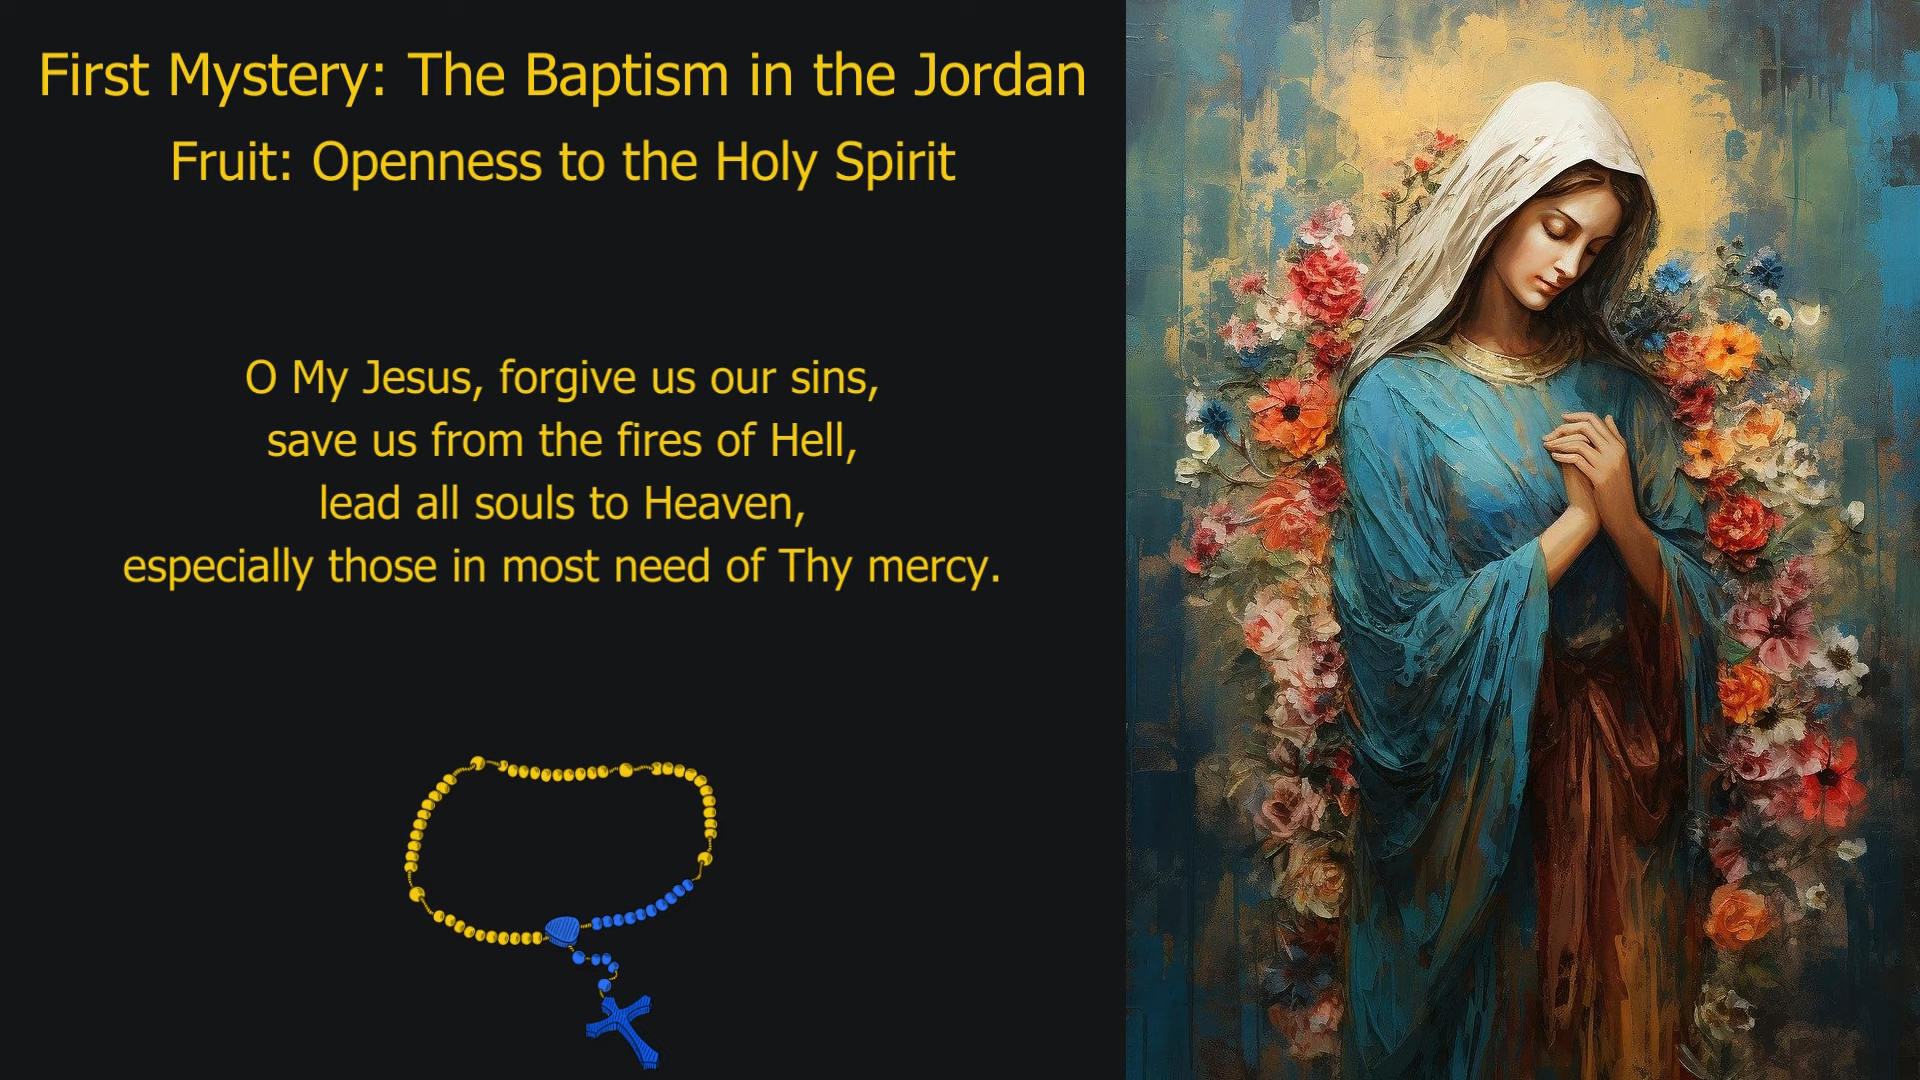 First Mystery: The Baptism in the Jordan
Fruit: Openness to the Holy Spirit
O My Jesus, forgive us our sins,
save us from the fires of Hell,
lead all souls to Heaven,
especially those in most need of Thy mercy.